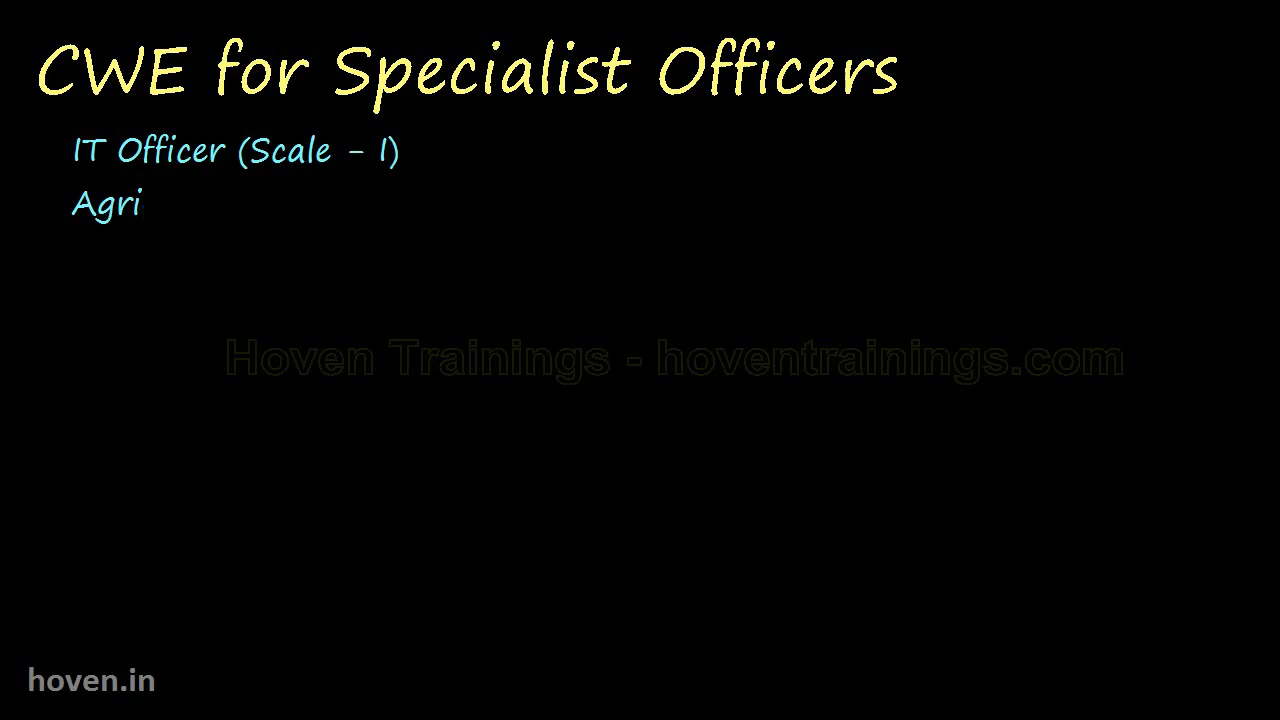 CWE for Specialist Officers
IT Officer (Scale - I)
Agri
Hoven Trainings - hoventrainings.com
hoven.in